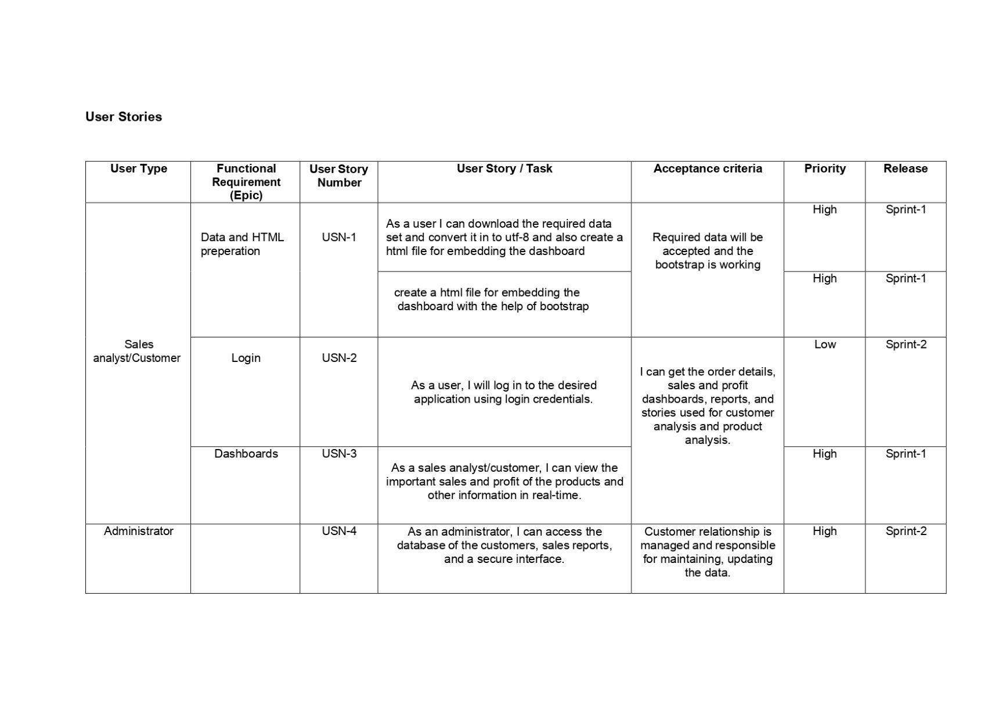 User Stories
User Type
Functional
Requirement
(Epic)
User Story
Number
User Story / Task
Acceptance criteria
Priority
Release
Sales
analyst/Customer
Data and HTML
preperation
USN-1
As a user I can download the required data
set and convert it in to utf-8 and also create a
html file for embedding the dashboard
Required data will be
accepted and the
bootstrap is working
High
Sprint-1
create a html file for embedding the
dashboard with the help of bootstrap
High
Sprint-1
Login
USN-2
As a user, I will log in to the desired
application using login credentials.
I can get the order details,
sales and profit
dashboards, reports, and
stories used for customer
analysis and product
analysis.
Low
Sprint-2
Dashboards
USN-3
As a sales analyst/customer, I can view the
important sales and profit of the products and
other information in real-time.
High
Sprint-1
Administrator
USN-4
As an administrator, I can access the
database of the customers, sales reports,
and a secure interface.
Customer relationship is
managed and responsible
for maintaining, updating
the data.
High
Sprint-2